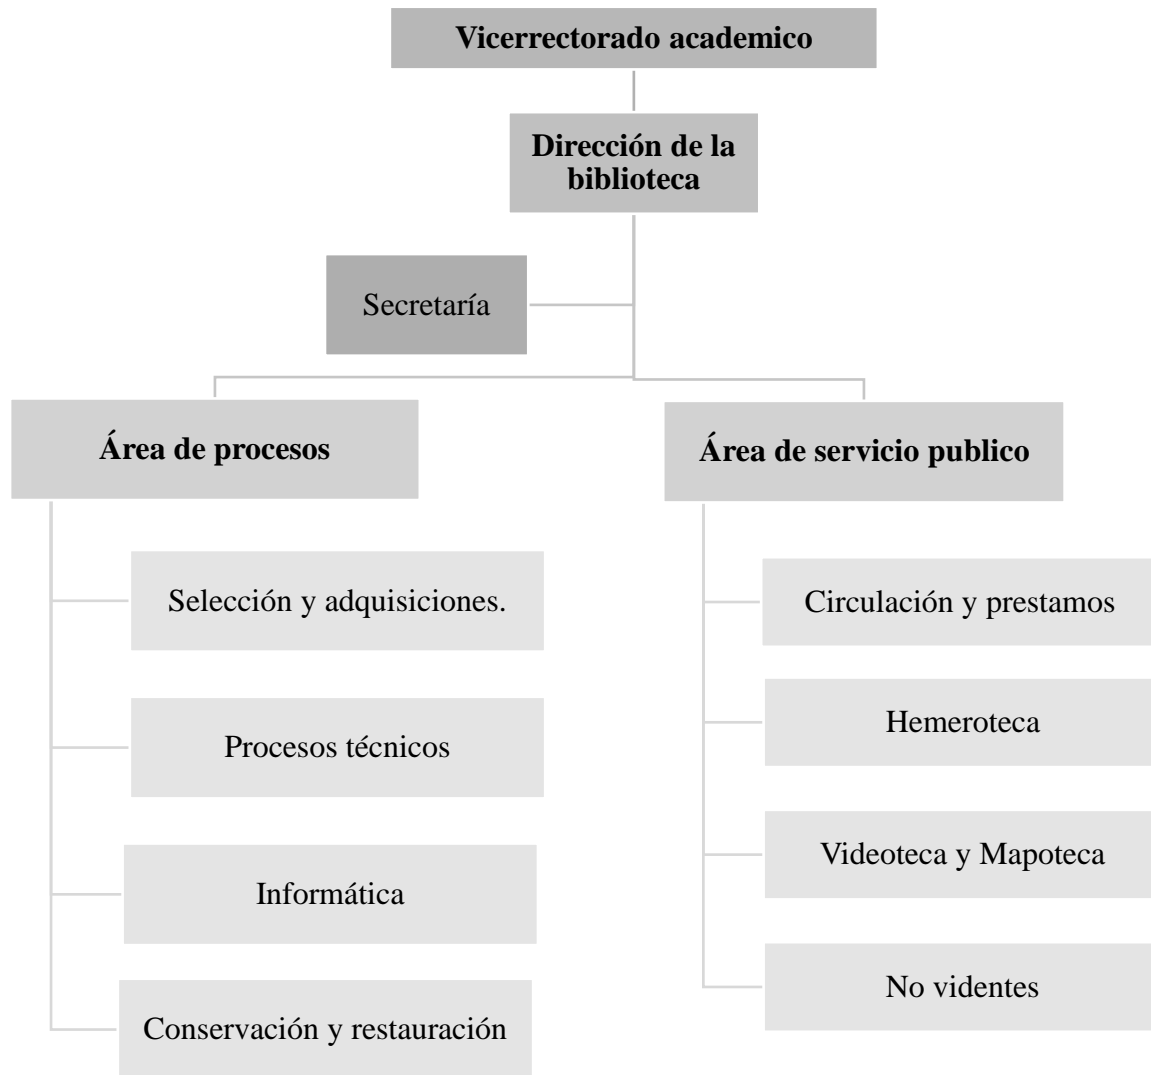 Vicerrectorado academico
Dirección de la
biblioteca
Secretaría
Área de procesos
Selección y adquisiciones.
Procesos técnicos
Informática
Conservación y restauración
Área de servicio publico
Circulación y prestamos
Hemeroteca
Videoteca y Mapoteca
No videntes